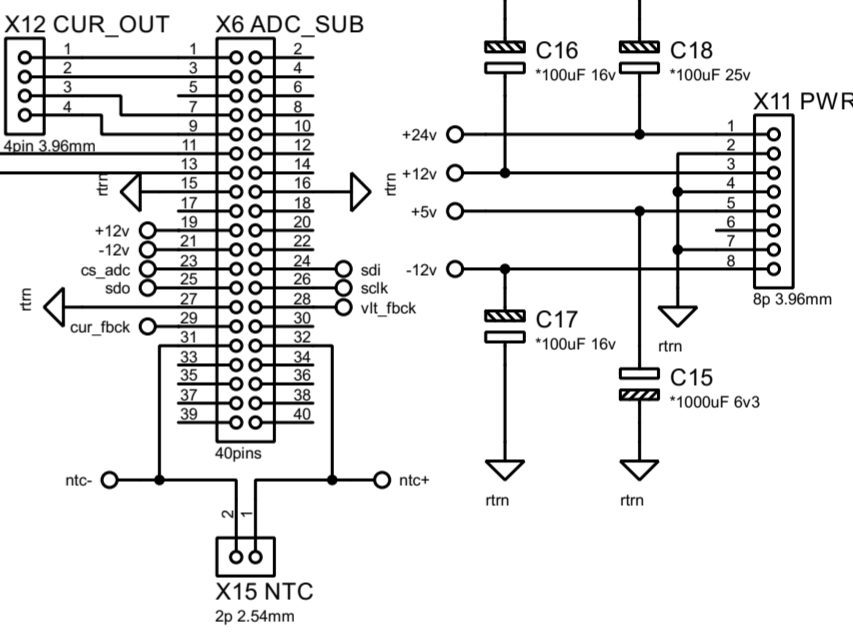 X12 CUR_OUT
1
2
3
4
4pin 3.96mm
X6 ADC_SUB
1 2
3 4
5 6
7 8
9 10
11 12
13 14
15 16
17 18
19 20
21 22
23 24
25 26
27 28
29 30
31 32
33 34
35 36
37 38
39 40
40pins
rtrn
rtrn
+12v
-12v
cs_adc
sdo
rtrn
cur_fbck
sdi
sclk
vlt_fbck
ntc-
ntc+
2 1
X15 NTC
2p 2.54mm
C16
*100uF 16v
C18
*100uF 25v
X11 PWR
+24v
+12v
+5v
-12v
1
2
3
4
5
6
7
8
8p 3.96mm
rtrn
C17
*100uF 16v
C15
*1000uF 6v3
rtrn
rtrn